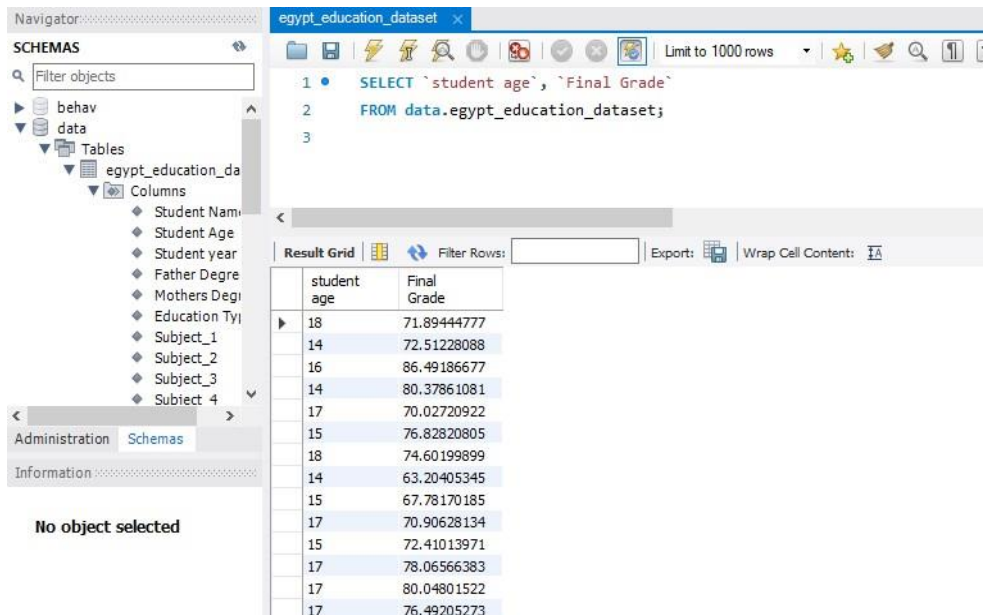 Navigator
SCHEMAS
Filter objects
behav
data
Tables
egypt_education_da
Columns
Student Nam
Student Age
Student year
Father Degre
Mothers Degr
Education Ty
Subject_1
Subject_2
Subject_3
Subject 4
Administration Schemas
Information
No object selected
egypt_education_dataset
Limit to 1000 rows
1 SELECT `student age`, `Final Grade`
2 FROM data.egypt_education_dataset;
3
Result Grid Filter Rows: Export: Wrap Cell Content:
student age Final Grade
18 71.89444777
14 72.51228088
16 86.49186677
14 80.37861081
17 70.02720922
15 76.82820805
18 74.60199899
14 63.20405345
15 67.78170185
17 70.90628134
15 72.41013971
17 78.06566383
17 80.04801522
17 76.49205273